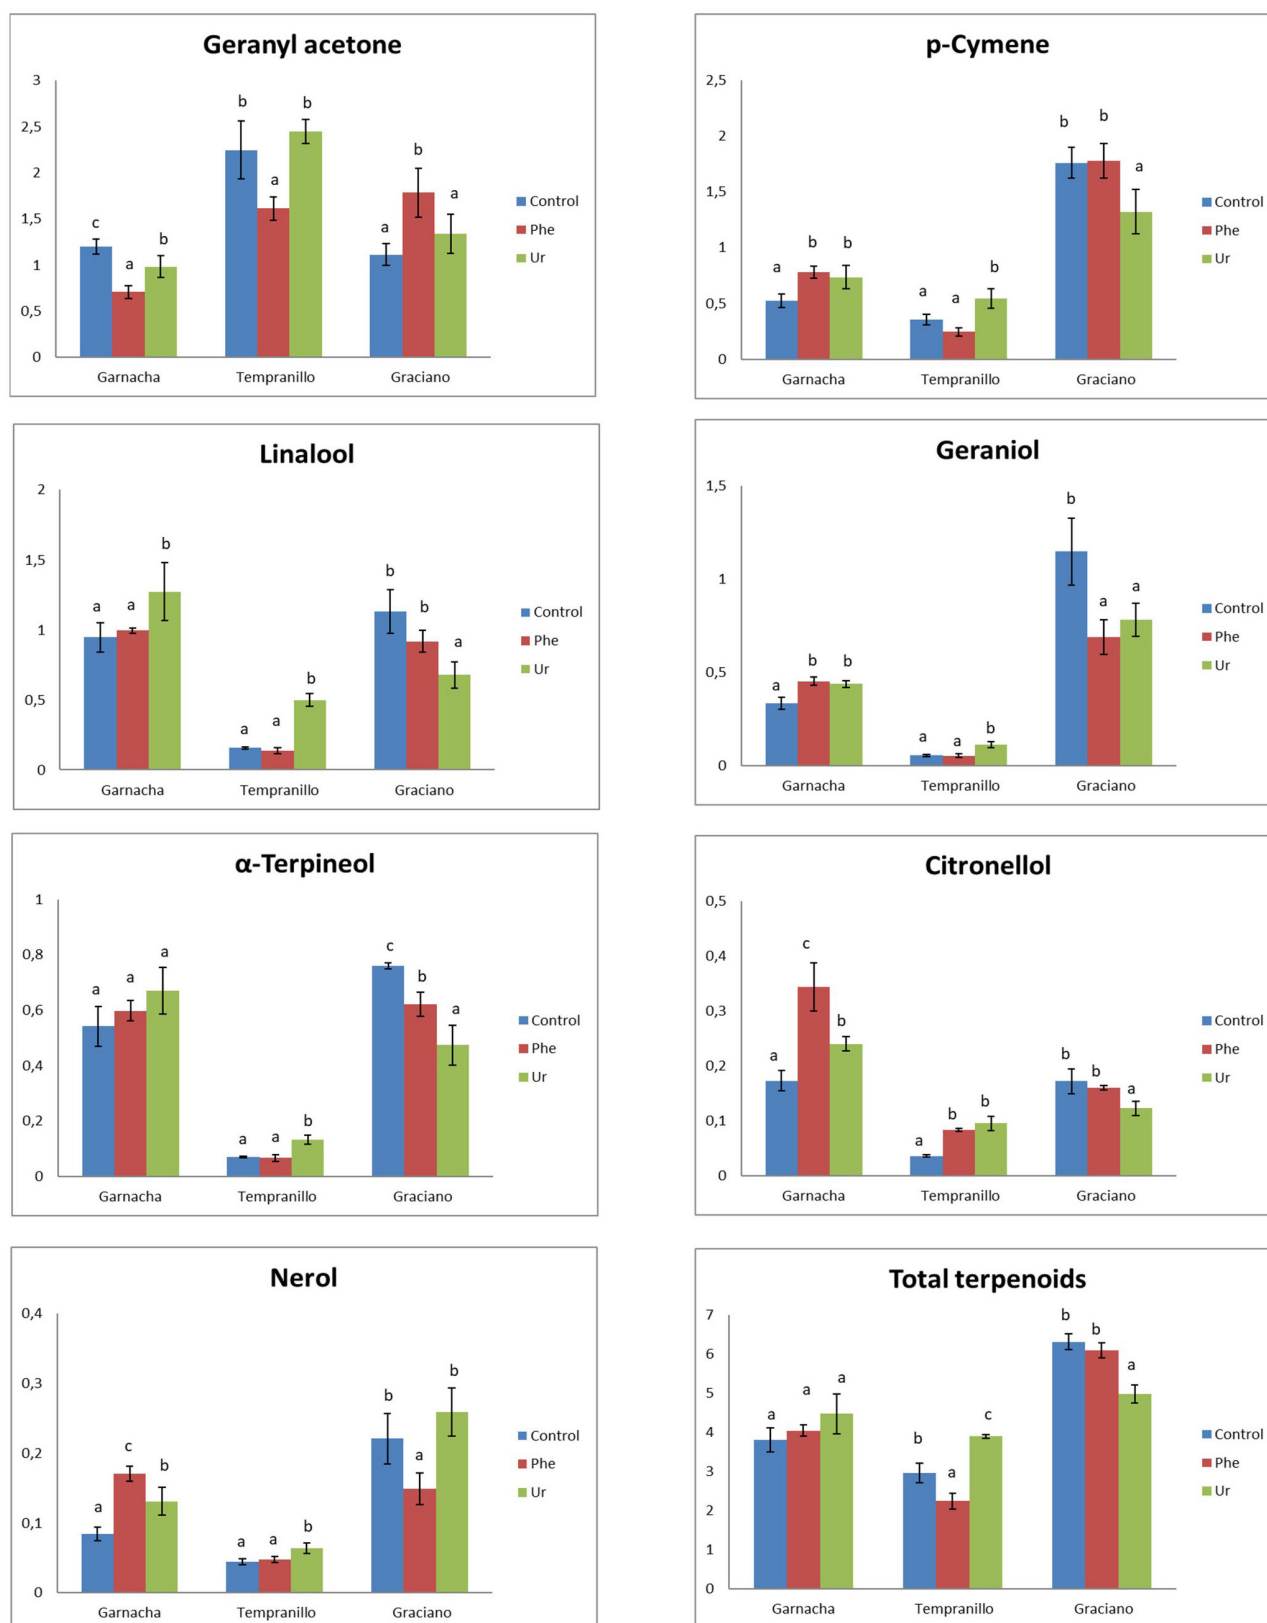 Geranyl acetone
3
2,5
2
1,5
1
0,5
0
c
a
b
b
a
b
a
b
a
Garnacha
Tempranillo
Graciano
Control
Phe
Ur
p-Cymene
2,5
2
1,5
1
0,5
0
a
b
b
a
a
b
b
b
a
Garnacha
Tempranillo
Graciano
Control
Phe
Ur
Linalool
2
1,5
1
0,5
0
a
a
b
a
a
b
b
b
a
Garnacha
Tempranillo
Graciano
Control
Phe
Ur
Geraniol
1,5
1
0,5
0
a
b
b
a
a
b
b
a
a
Garnacha
Tempranillo
Graciano
Control
Phe
Ur
α-Terpineol
1
0,8
0,6
0,4
0,2
0
a
a
a
a
a
b
c
b
a
Garnacha
Tempranillo
Graciano
Control
Phe
Ur
Citronellol
0,5
0,4
0,3
0,2
0,1
0
a
c
b
a
b
b
b
b
a
Garnacha
Tempranillo
Graciano
Control
Phe
Ur
Nerol
0,4
0,3
0,2
0,1
0
a
c
b
a
a
b
b
a
b
Garnacha
Tempranillo
Graciano
Control
Phe
Ur
Total terpenoids
7
6
5
4
3
2
1
0
a
a
a
b
a
c
b
b
a
Garnacha
Tempranillo
Graciano
Control
Phe
Ur